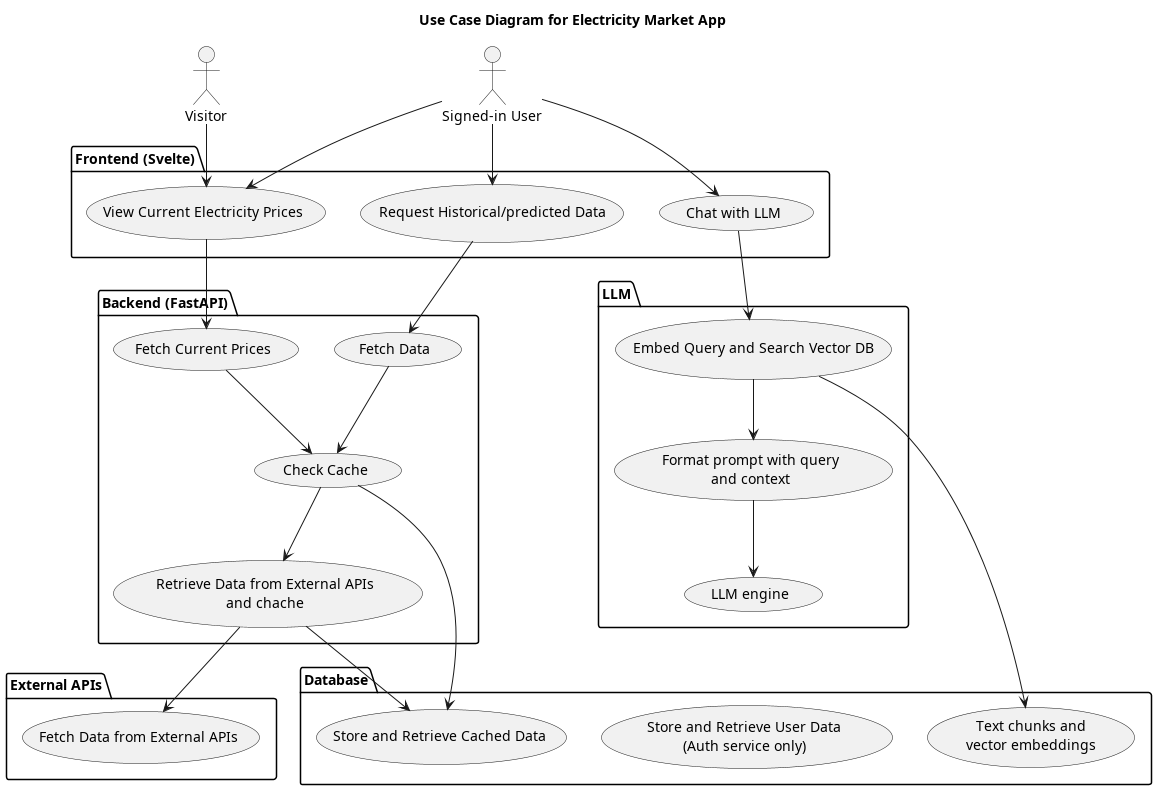 Use Case Diagram for Electricity Market App
Visitor
Signed-in User
Frontend (Svelte)
View Current Electricity Prices
Request Historical/predicted Data
Chat with LLM
Backend (FastAPI)
LLM
Fetch Current Prices
Fetch Data
Embed Query and Search Vector DB
Check Cache
Format prompt with query
and context
Retrieve Data from External APIs
and chache
LLM engine
External APIs
Database
Fetch Data from External APIs
Store and Retrieve Cached Data
Store and Retrieve User Data
(Auth service only)
Text chunks and
vector embeddings